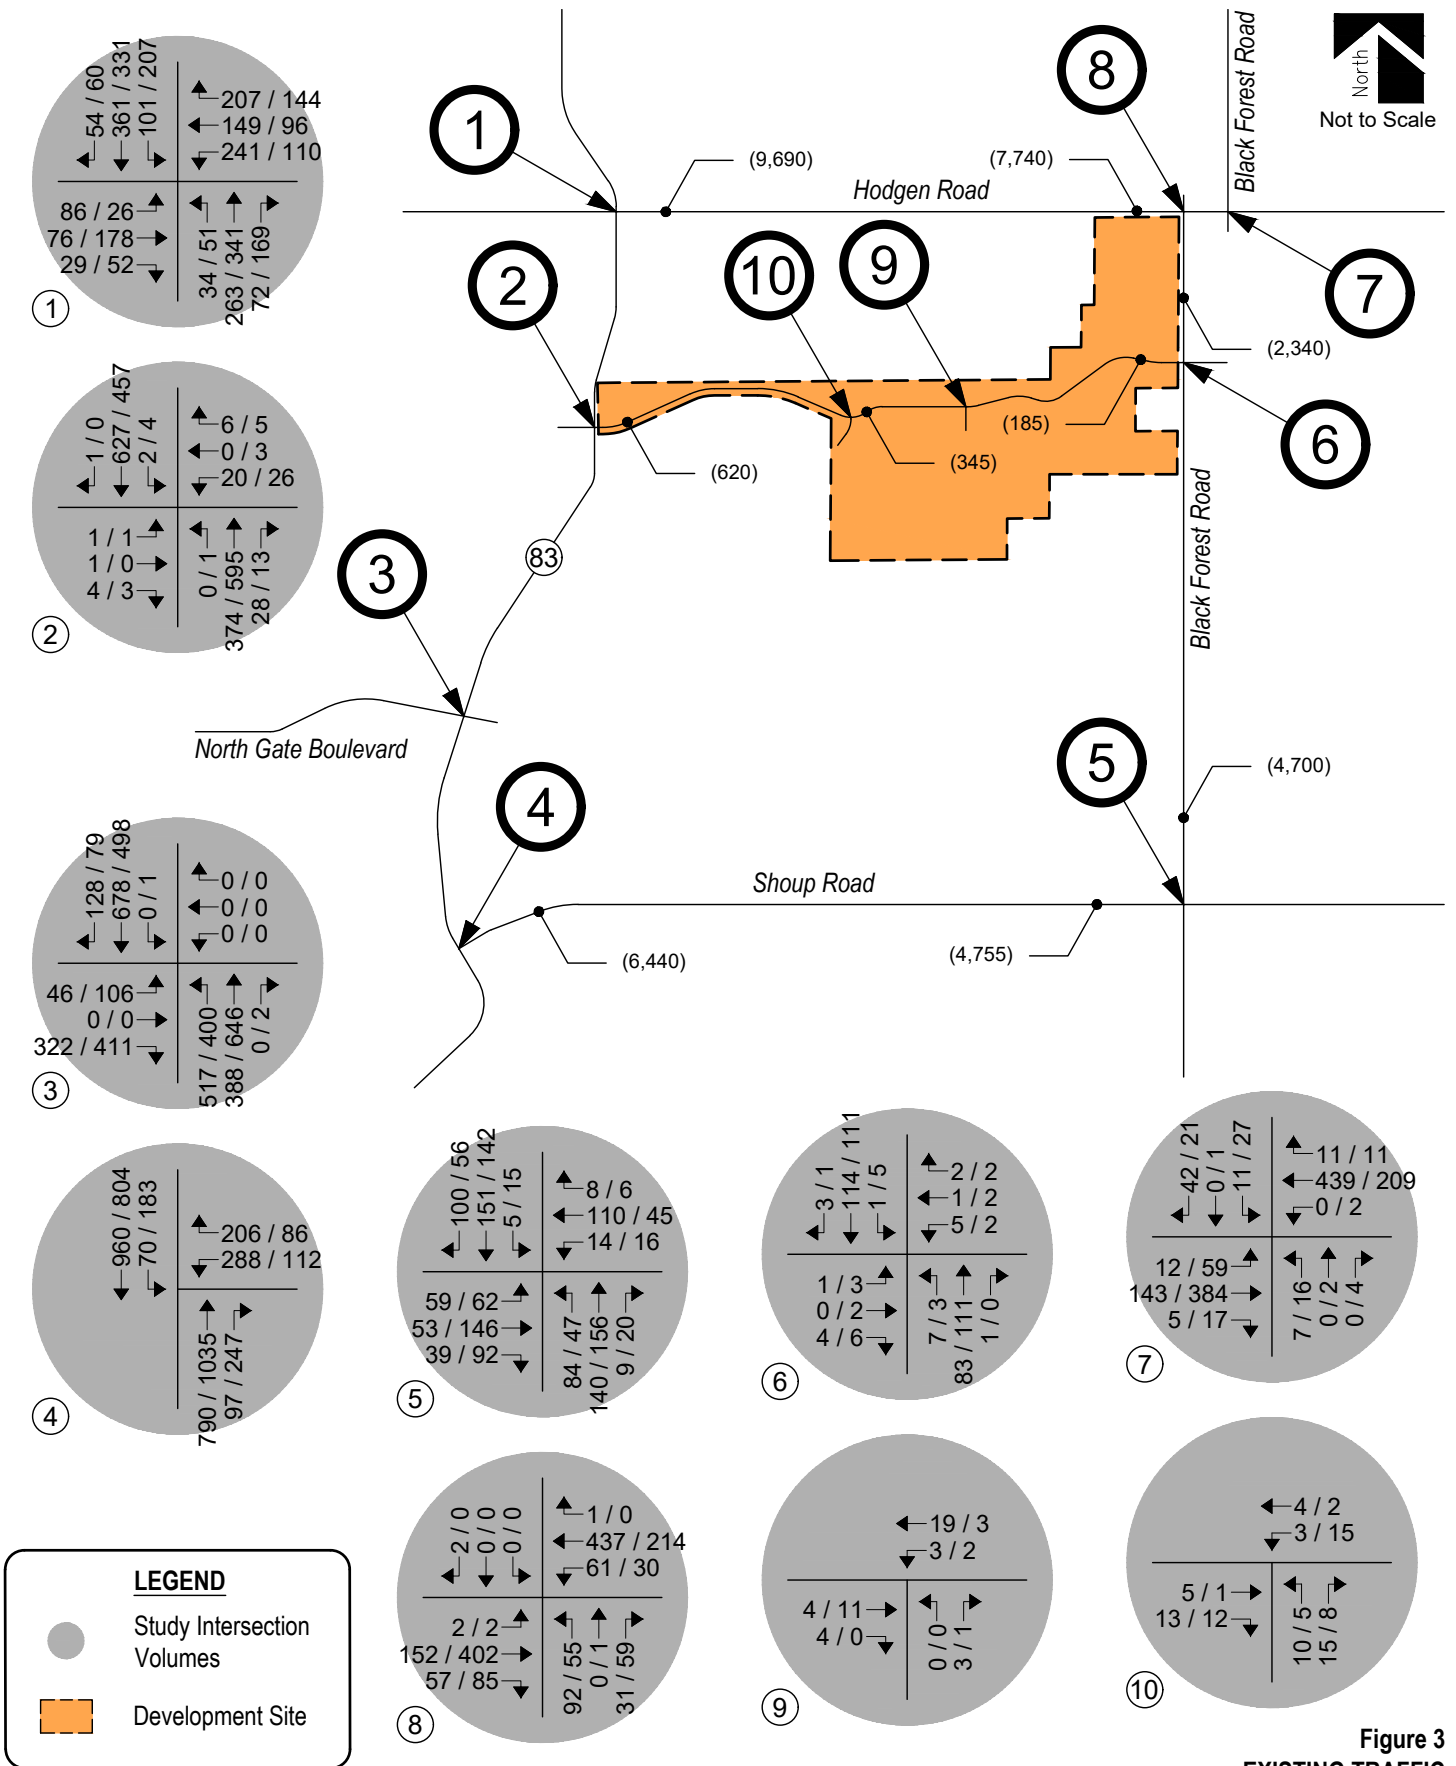 54 / 60
361 / 331
101 / 207
207 / 144
149 / 96
241 / 110
86 / 26
76 / 178
29 / 52
34 / 51
263 / 341
72 / 169
1
1 / 0
627 / 457
2 / 4
6 / 5
0 / 3
20 / 26
1 / 1
1 / 0
4 / 3
0 / 1
374 / 595
28 / 13
2
128 / 79
678 / 498
0 / 1
0 / 0
0 / 0
0 / 0
46 / 106
0 / 0
322 / 411
517 / 400
388 / 646
0 / 2
3
960 / 804
70 / 183
206 / 86
288 / 112
790 / 1035
97 / 247
4
1
8
Black Forest Road
North
Not to Scale
(9,690)
(7,740)
Hodgen Road
2
10
9
7
(2,340)
(185)
(345)
(620)
6
83
3
Black Forest Road
North Gate Boulevard
4
5
(4,700)
Shoup Road
(6,440)
(4,755)
100 / 56
151 / 142
5 / 15
8 / 6
110 / 45
14 / 16
59 / 62
53 / 146
39 / 92
84 / 47
140 / 156
9 / 20
5
3 / 1
114 / 111
1 / 5
2 / 2
1 / 2
5 / 2
1 / 3
0 / 2
4 / 6
7 / 3
83 / 111
1 / 0
6
42 / 21
0 / 1
11 / 27
11 / 11
439 / 209
0 / 2
12 / 59
143 / 384
5 / 17
7 / 16
0 / 2
0 / 4
7
2 / 0
0 / 0
0 / 0
1 / 0
437 / 214
61 / 30
2 / 2
152 / 402
57 / 85
92 / 55
0 / 1
31 / 59
8
19 / 3
3 / 2
4 / 11
4 / 0
0 / 0
3 / 1
9
4 / 2
3 / 15
5 / 1
13 / 12
10 / 5
15 / 8
10
LEGEND
Study Intersection
Volumes
Development Site
Figure 3
EXISTING TRAFFIC